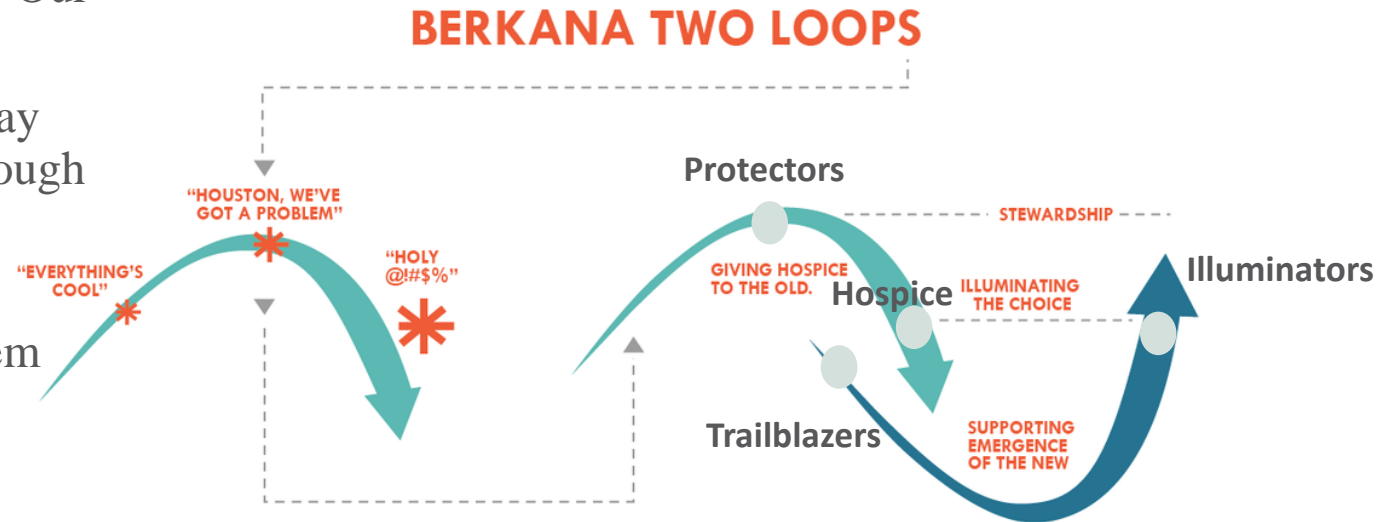 BERKANA TWO LOOPS
"HOUSTON, WE'VE
GOT A PROBLEM"
"EVERYTHING'S
COOL"
"HOLY
@!#$%"
Protectors
STEWARDSHIP
GIVING HOSPICE
TO THE OLD.
Hospice
ILLUMINATING
THE CHOICE
Illuminators
Trailblazers
SUPPORTING
EMERGENCE
OF THE NEW